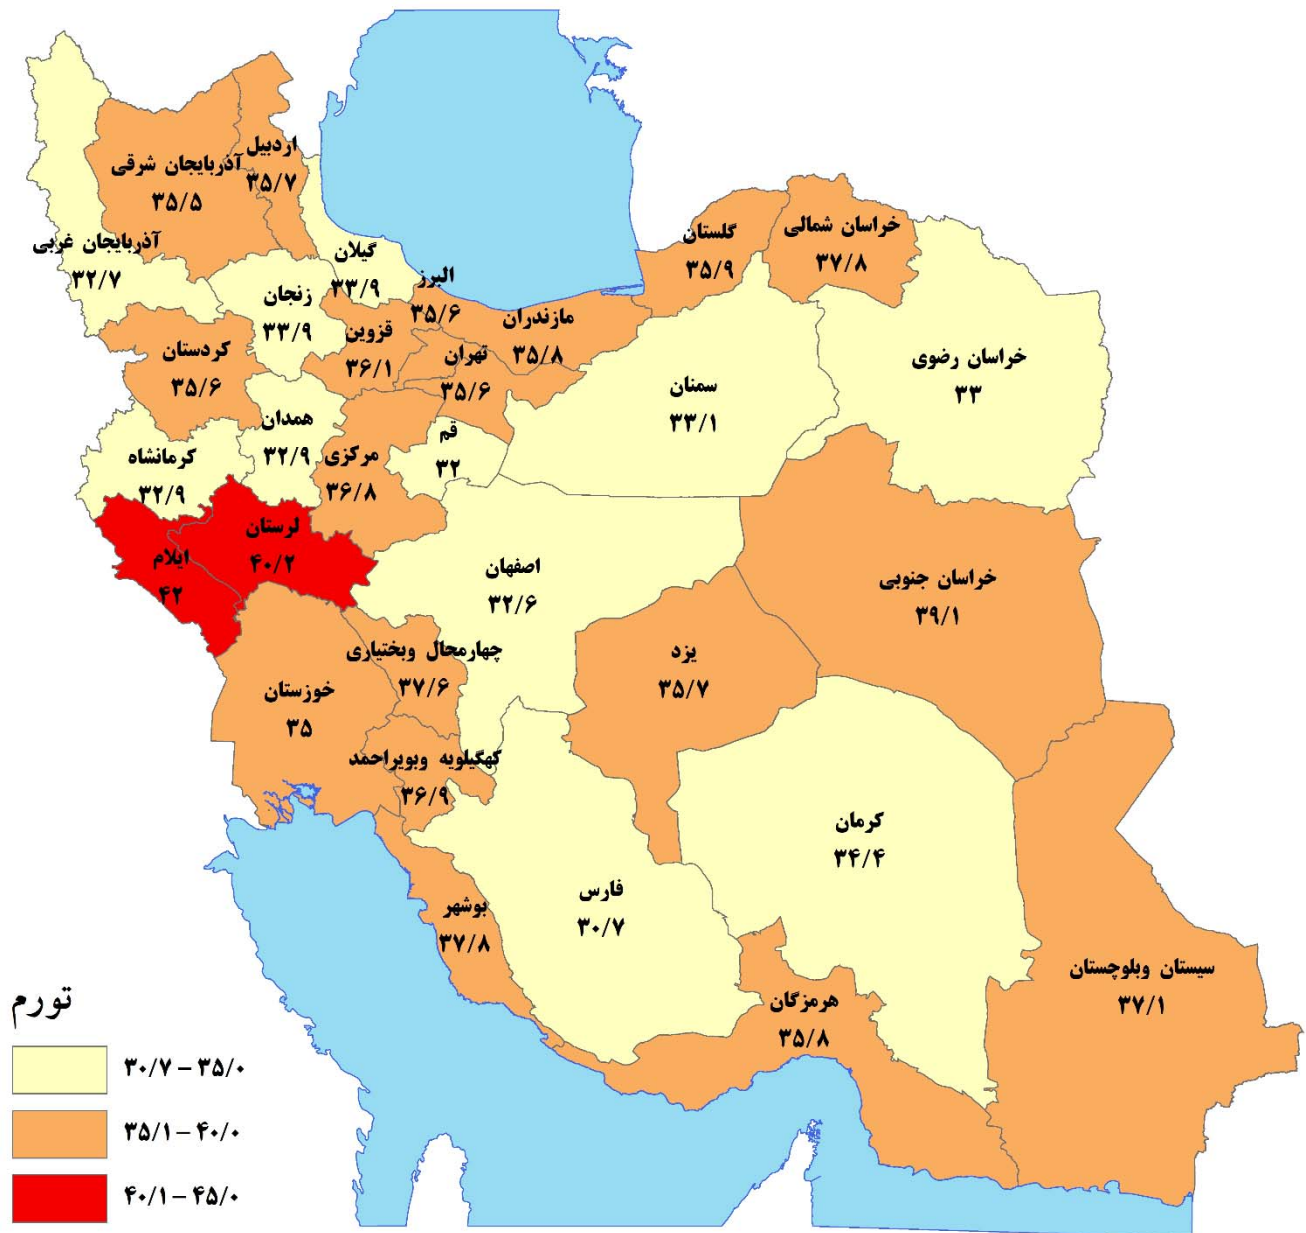 اردبیل
۳۵/۷
آذربایجان شرقی
۳۵/۵
آذربایجان غربی
۳۲/۷
گیلان
۳۳/۹
زنجان
۳۳/۹
البرز
۳۵/۶
قزوین
۳۶/۱
مازندران
۳۵/۸
تهران
۳۵/۶
گلستان
۳۵/۹
خراسان شمالی
۳۷/۸
خراسان رضوی
۳۳
سمنان
۳۳/۱
کردستان
۳۵/۶
همدان
۳۲/۹
کرمانشاه
۳۲/۹
مرکزی
۳۶/۸
قم
۳۲
لرستان
۴۰/۲
ایلام
۴۲
اصفهان
۳۲/۶
خراسان جنوبی
۳۹/۱
یزد
۳۵/۷
چهارمحال وبختیاری
۳۷/۶
خوزستان
۳۵
کهگیلویه وبویراحمد
۳۶/۹
کرمان
۳۴/۴
فارس
۳۰/۷
بوشهر
۳۷/۸
هرمزگان
۳۵/۸
سیستان وبلوچستان
۳۷/۱
تورم
۳۰/۷ – ۳۵/۰
۳۵/۱ – ۴۰/۰
۴۰/۱ – ۴۵/۰